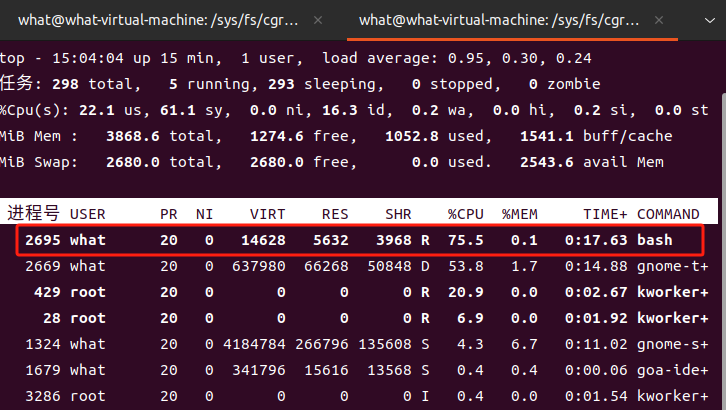 what@what-virtual-machine: /sys/fs/cgr… × what@what-virtual-machine: /sys/fs/cgr… ×
top - 15:04:04 up 15 min, 1 user, load average: 0.95, 0.30, 0.24
任务: 298 total, 5 running, 293 sleeping, 0 stopped, 0 zombie
%Cpu(s): 22.1 us, 61.1 sy, 0.0 ni, 16.3 id, 0.2 wa, 0.0 hi, 0.2 si, 0.0 st
MiB Mem : 3868.6 total, 1274.6 free, 1052.8 used, 1541.1 buff/cache
MiB Swap: 2680.0 total, 2680.0 free, 0.0 used. 2543.6 avail Mem
进程号 USER PR NI VIRT RES SHR %CPU %MEM TIME+ COMMAND
2695 what 20 0 14628 5632 3968 R 75.5 0.1 0:17.63 bash
2669 what 20 0 637980 66268 50848 D 53.8 1.7 0:14.88 gnome-t+
429 root 20 0 0 0 0 R 20.9 0.0 0:02.67 kworker+
28 root 20 0 0 0 0 R 6.9 0.0 0:01.92 kworker+
1324 what 20 0 4184784 266796 135608 S 4.3 6.7 0:11.02 gnome-s+
1679 what 20 0 341796 15616 13568 S 0.4 0.4 0:00.06 goa-ide+
3286 root 20 0 0 0 0 I 0.4 0.0 0:01.54 kworker+